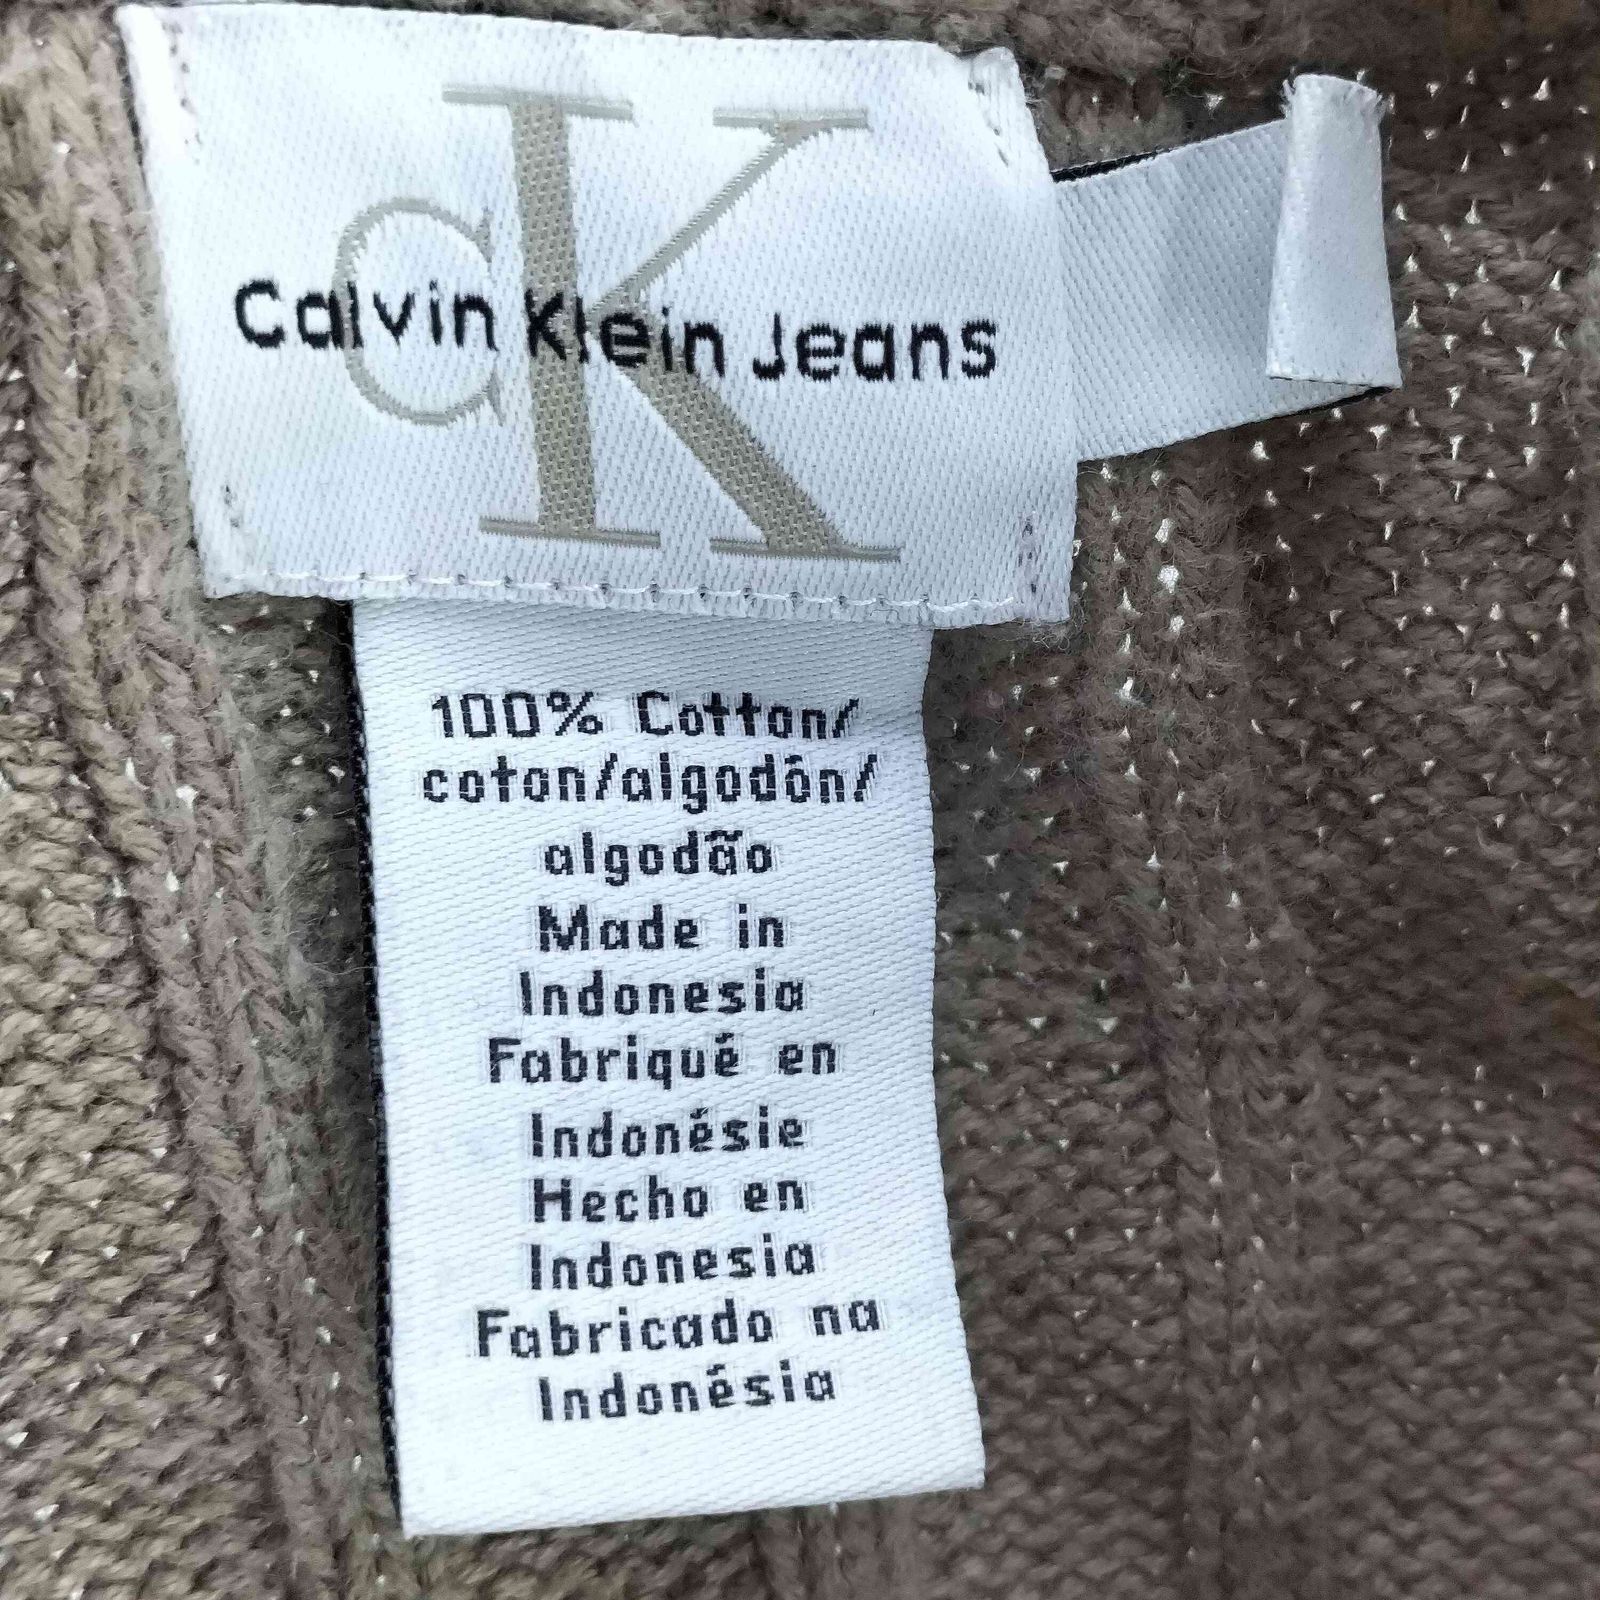 CK
Calvin Klein Jeans
100% Cotton/
coton/algodón/
algodão
Made in
Indonesia
Fabriqué en
Indonésie
Hecho en
Indonesia
Fabricado na
Indonésia